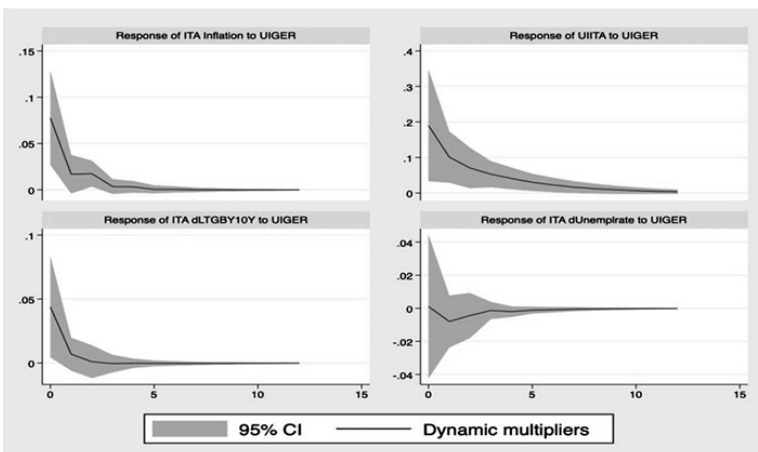 Response of ITA Inflation to UIGER
Response of UIITA to UIGER
.15
.1
.05
0
.4
.3
.2
.1
0
Response of ITA dLTGBY10Y to UIGER
Response of ITA dUnemplrate to UIGER
.1
.05
0
.04
.02
0
-.02
-.04
0 5 10 15
0 5 10 15
95% CI Dynamic multipliers